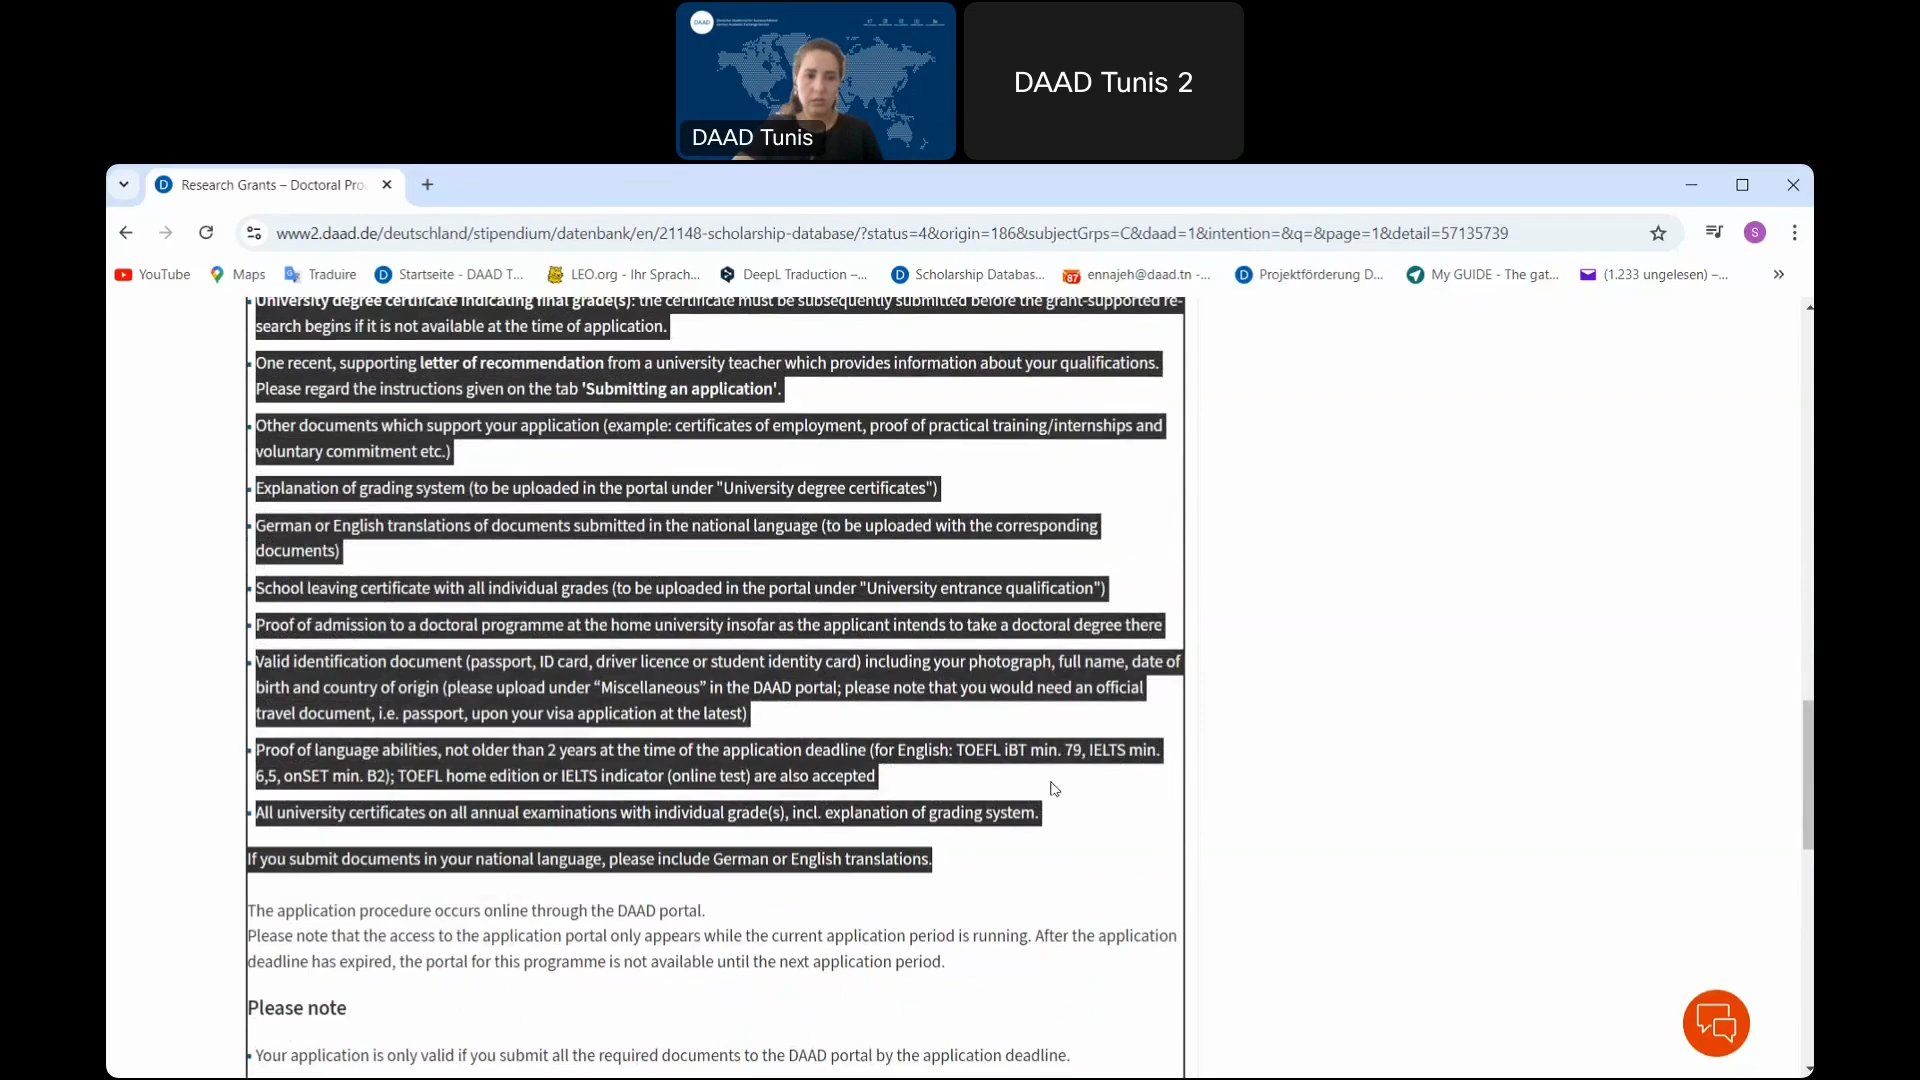 DAAD
DAAD Tunis
DAAD Tunis 2
Research Grants – Doctoral Pro
www2.daad.de/deutschland/stipendium/datenbank/en/21148-scholarship-database/?status=4&origin=186&subjectGrps=C&daad=1&intention=&q=&page=1&detail=57135739
S
YouTube
Maps
Traduire
Startseite - DAAD T...
LEO.org - Ihr Sprach...
DeepL Traduction –...
Scholarship Databas...
87
ennajeh@daad.tn -...
Projektförderung D...
My GUIDE - The gat...
(1.233 ungelesen) –...
University degree certificate indicating final grade(s): the certificate must be subsequently submitted before the grant-supported re-
search begins if it is not available at the time of application.
One recent, supporting letter of recommendation from a university teacher which provides information about your qualifications.
Please regard the instructions given on the tab 'Submitting an application'.
Other documents which support your application (example: certificates of employment, proof of practical training/internships and
voluntary commitment etc.)
Explanation of grading system (to be uploaded in the portal under "University degree certificates")
German or English translations of documents submitted in the national language (to be uploaded with the corresponding
documents)
School leaving certificate with all individual grades (to be uploaded in the portal under "University entrance qualification")
Proof of admission to a doctoral programme at the home university insofar as the applicant intends to take a doctoral degree there
Valid identification document (passport, ID card, driver licence or student identity card) including your photograph, full name, date of
birth and country of origin (please upload under “Miscellaneous” in the DAAD portal; please note that you would need an official
travel document, i.e. passport, upon your visa application at the latest)
Proof of language abilities, not older than 2 years at the time of the application deadline (for English: TOEFL iBT min. 79, IELTS min.
6,5, onSET min. B2); TOEFL home edition or IELTS indicator (online test) are also accepted
All university certificates on all annual examinations with individual grade(s), incl. explanation of grading system.
If you submit documents in your national language, please include German or English translations.
The application procedure occurs online through the DAAD portal.
Please note that the access to the application portal only appears while the current application period is running. After the application
deadline has expired, the portal for this programme is not available until the next application period.
Please note
Your application is only valid if you submit all the required documents to the DAAD portal by the application deadline.